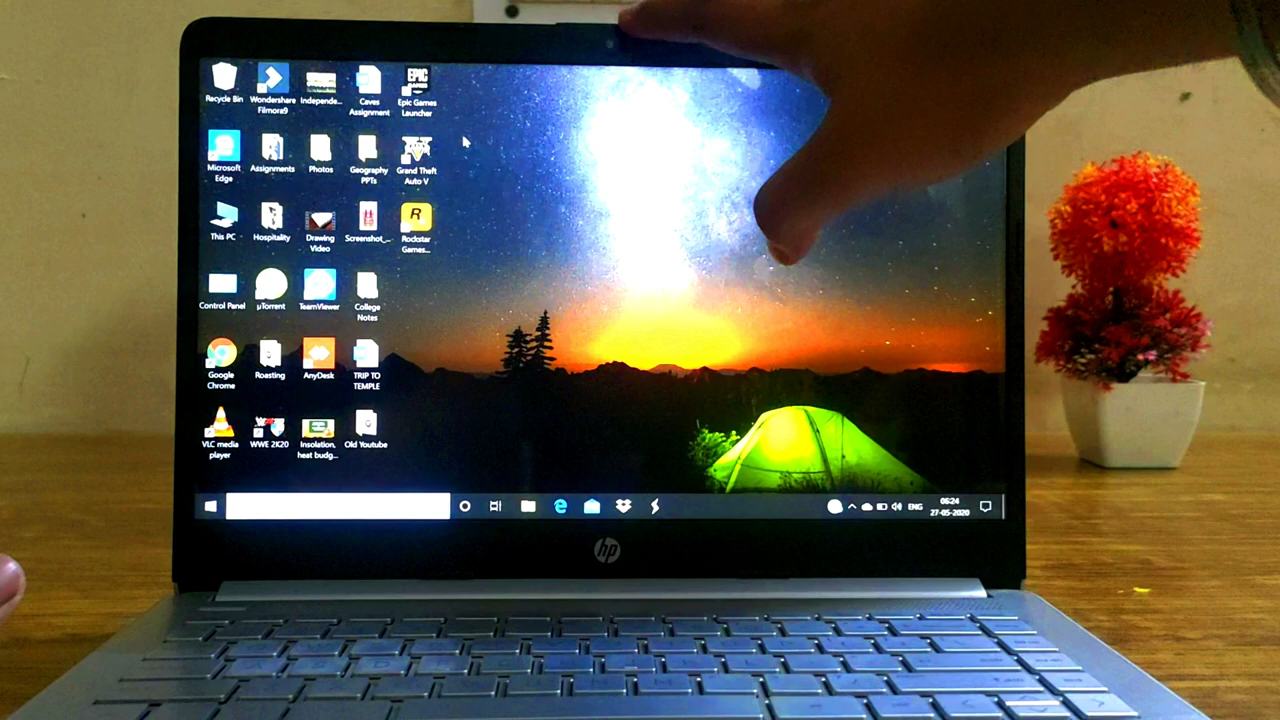 Recycle Bin
Wondershare
Filmora9
Independe...
Caves
Assignment
EPIC
GAMES
Epic Games
Launcher
Microsoft
Edge
Assignments
Photos
Geography
PPTs
Grand Theft
Auto V
This PC
Hospitality
Drawing
Video
Screenshot_...
R
Rockstar
Games...
Control Panel
µTorrent
TeamViewer
College
Notes
Google
Chrome
Roasting
AnyDesk
TRIP TO
TEMPLE
VLC media
player
WWE 2K20
Insolation,
heat budg...
Old Youtube
ENG
06:24
27-05-2020
hp